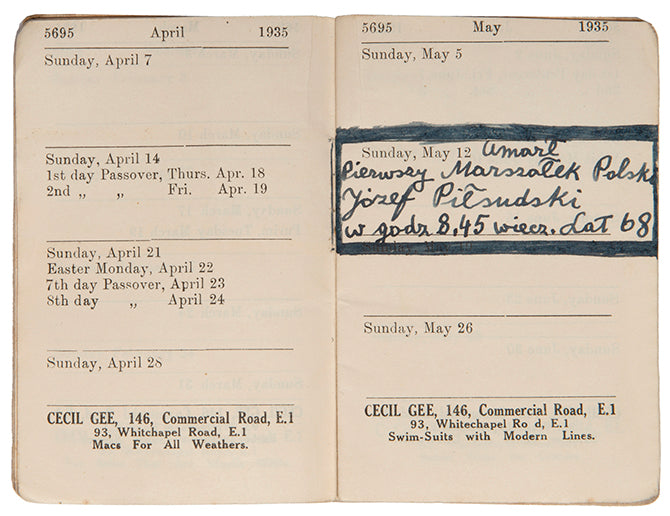 5695 April 1935
Sunday, April 7
Sunday, April 14
1st day Passover, Thurs. Apr. 18
2nd „ „ Fri. Apr. 19
Sunday, April 21
Easter Monday, April 22
7th day Passover, April 23
8th day „ April 24
Sunday, April 28
CECIL GEE, 146, Commercial Road, E.1
93, Whitchapel Road, E.1
Macs For All Weathers.
5695 May 1935
Sunday, May 5
Sunday, May 12 Umarł
Pierwszy Marszałek Polski
Józef Piłsudski
w godz 8,45 wiecz. Lat 68
Sunday, May 26
CECIL GEE, 146, Commercial Road, E.1
93, Whitechapel Ro d, E.1
Swim-Suits with Modern Lines.